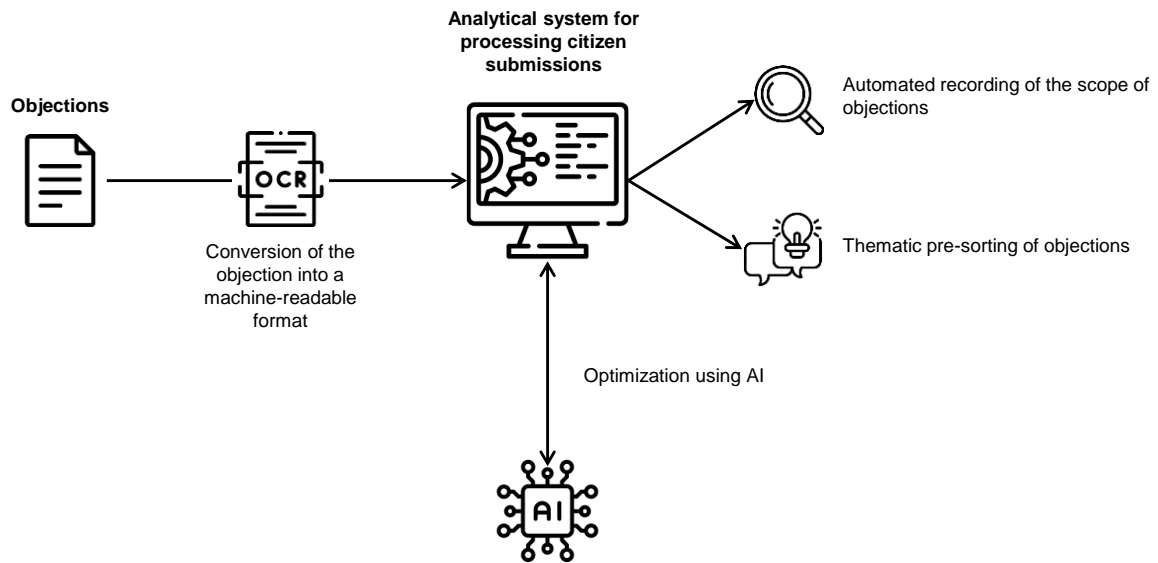 Analytical system for
processing citizen
submissions
Objections
OCR
Conversion of the
objection into a
machine-readable
format
Automated recording of the scope of
objections
Thematic pre-sorting of objections
Optimization using AI
AI